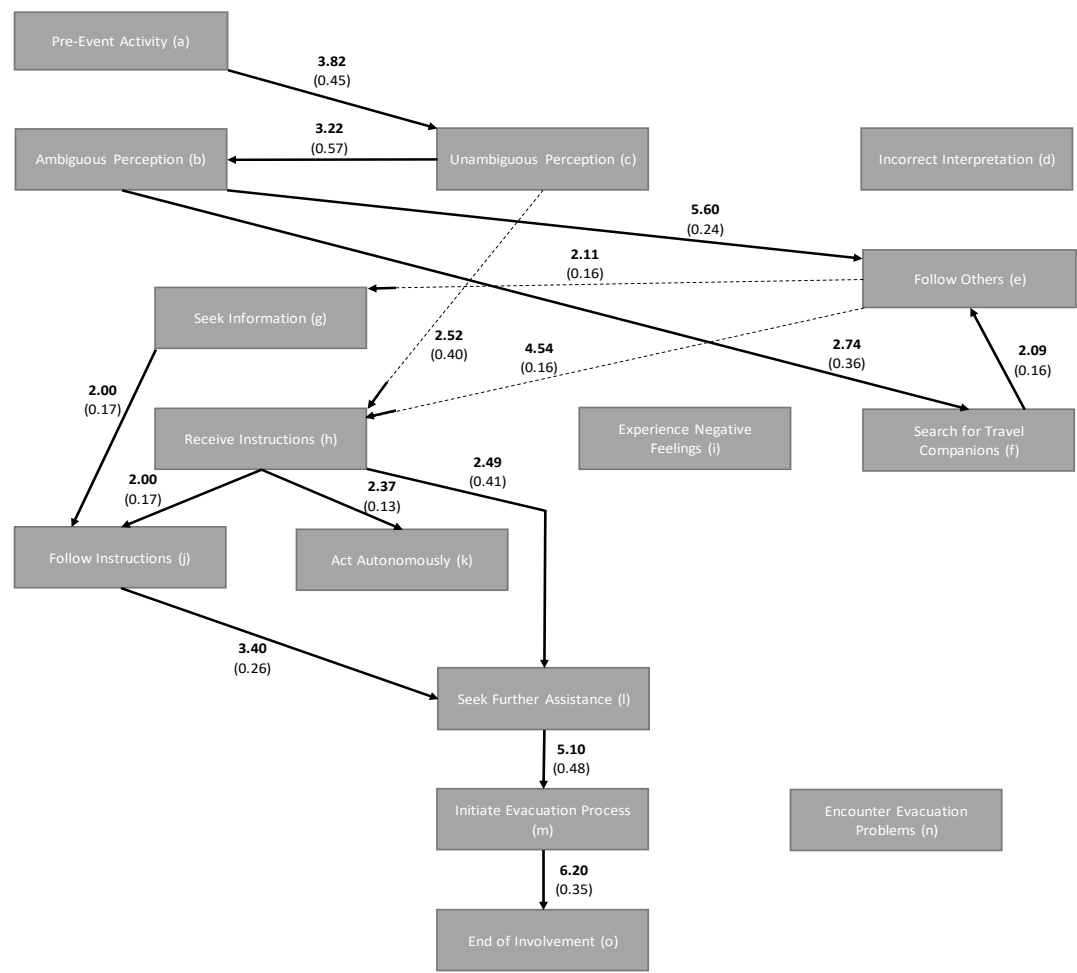 Pre-Event Activity (a)
3.82
(0.45)
Ambiguous Perception (b)
3.22
(0.57)
Unambiguous Perception (c)
Incorrect Interpretation (d)
5.60
(0.24)
2.11
(0.16)
Follow Others (e)
Seek Information (g)
2.52
(0.40)
4.54
(0.16)
2.74
(0.36)
2.09
(0.16)
2.00
(0.17)
Receive Instructions (h)
Experience Negative
Feelings (i)
Search for Travel
Companions (f)
2.00
(0.17)
2.37
(0.13)
2.49
(0.41)
Follow Instructions (j)
Act Autonomously (k)
3.40
(0.26)
Seek Further Assistance (l)
5.10
(0.48)
Initiate Evacuation Process
(m)
Encounter Evacuation
Problems (n)
6.20
(0.35)
End of Involvement (o)